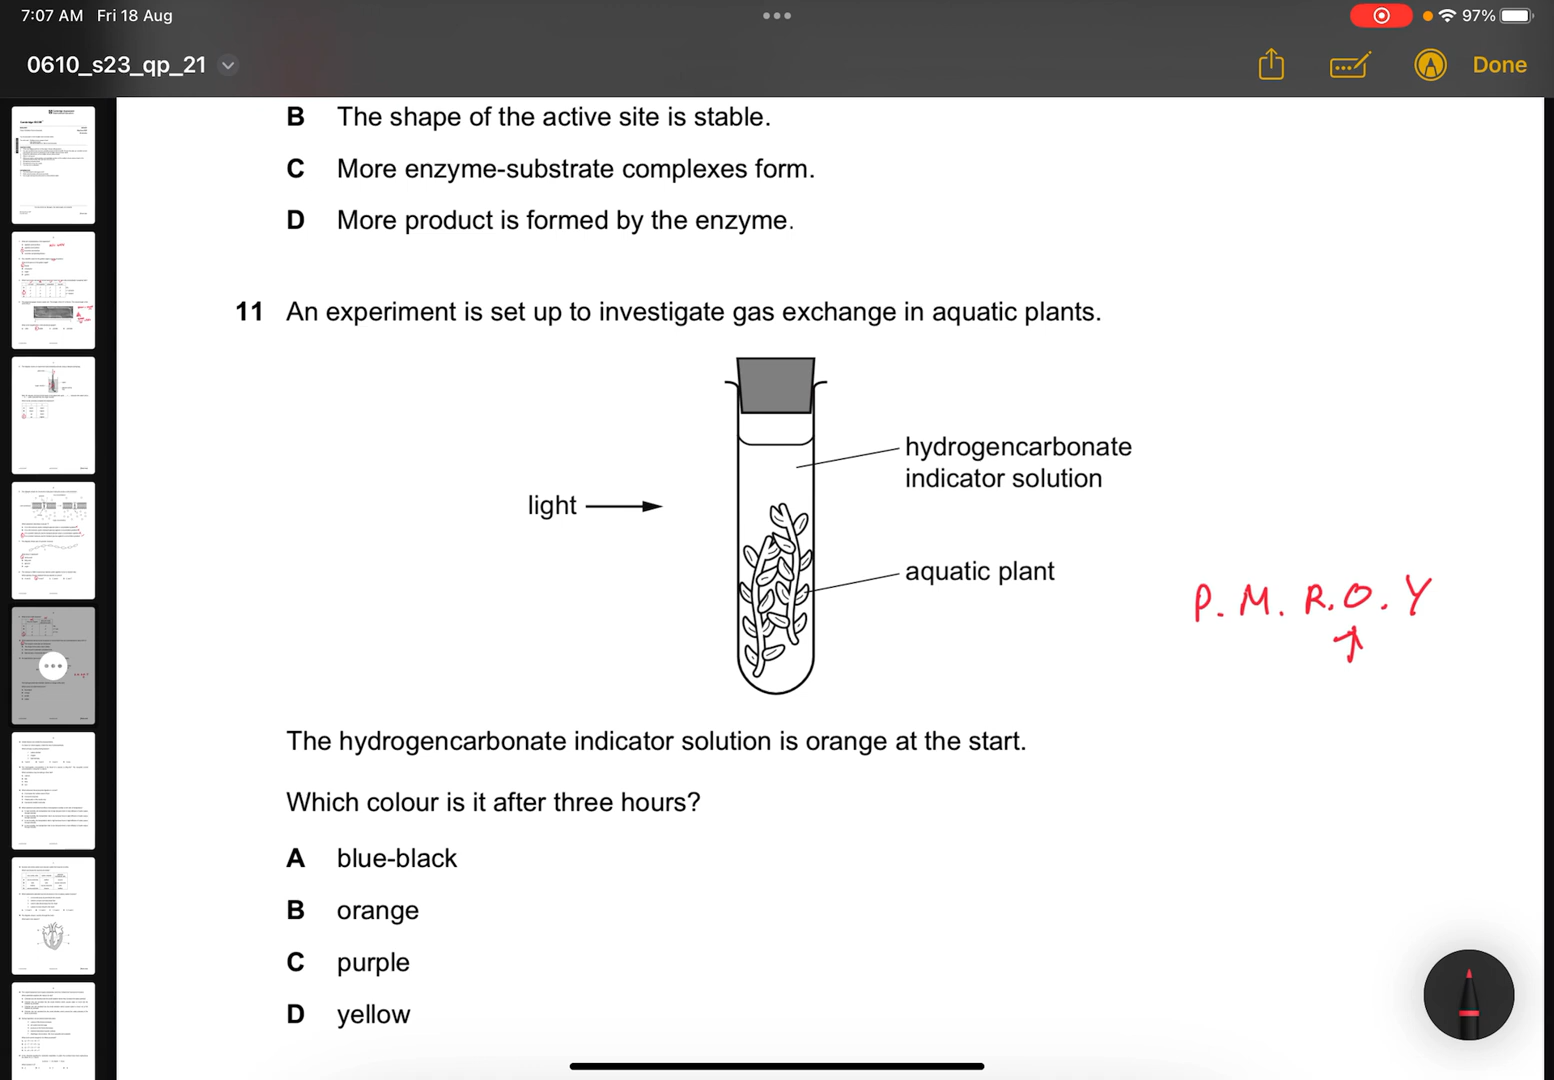 7:07 AM Fri 18 Aug
97%
0610_s23_qp_21
Done
B The shape of the active site is stable.
C More enzyme-substrate complexes form.
D More product is formed by the enzyme.
11 An experiment is set up to investigate gas exchange in aquatic plants.
hydrogencarbonate
indicator solution
light
aquatic plant
P. M. R. O. Y
The hydrogencarbonate indicator solution is orange at the start.
Which colour is it after three hours?
A blue-black
B orange
C purple
D yellow